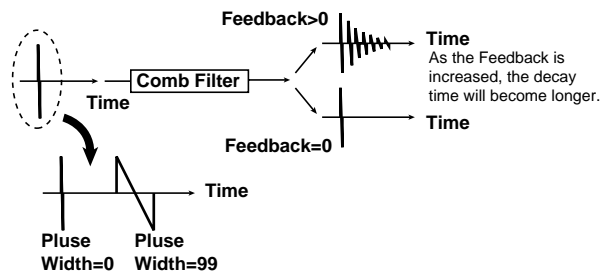 Feedback>0
Time
As the Feedback is
increased, the decay
time will become longer.
Time
Comb Filter
Time
Feedback=0
Time
Pluse
Width=0
Pluse
Width=99